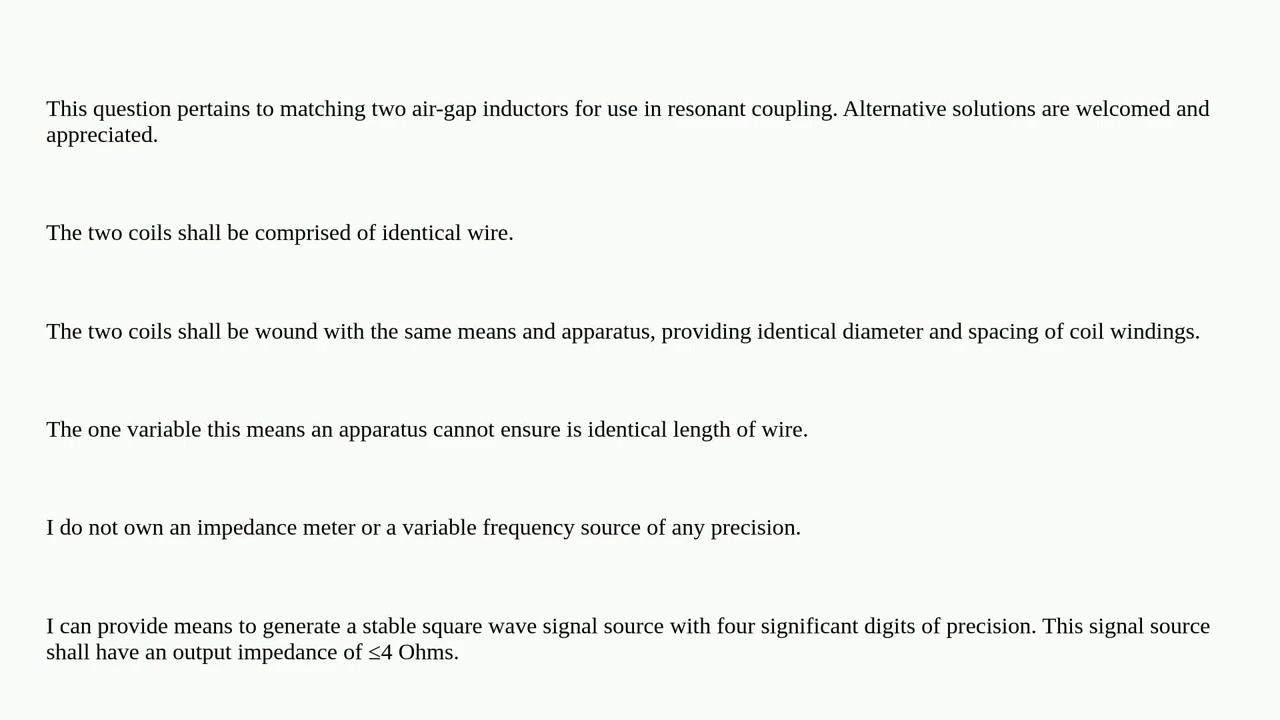 This question pertains to matching two air-gap inductors for use in resonant coupling. Alternative solutions are welcomed and
appreciated.
The two coils shall be comprised of identical wire.
The two coils shall be wound with the same means and apparatus, providing identical diameter and spacing of coil windings.
The one variable this means an apparatus cannot ensure is identical length of wire.
I do not own an impedance meter or a variable frequency source of any precision.
I can provide means to generate a stable square wave signal source with four significant digits of precision. This signal source
shall have an output impedance of ≤4 Ohms.